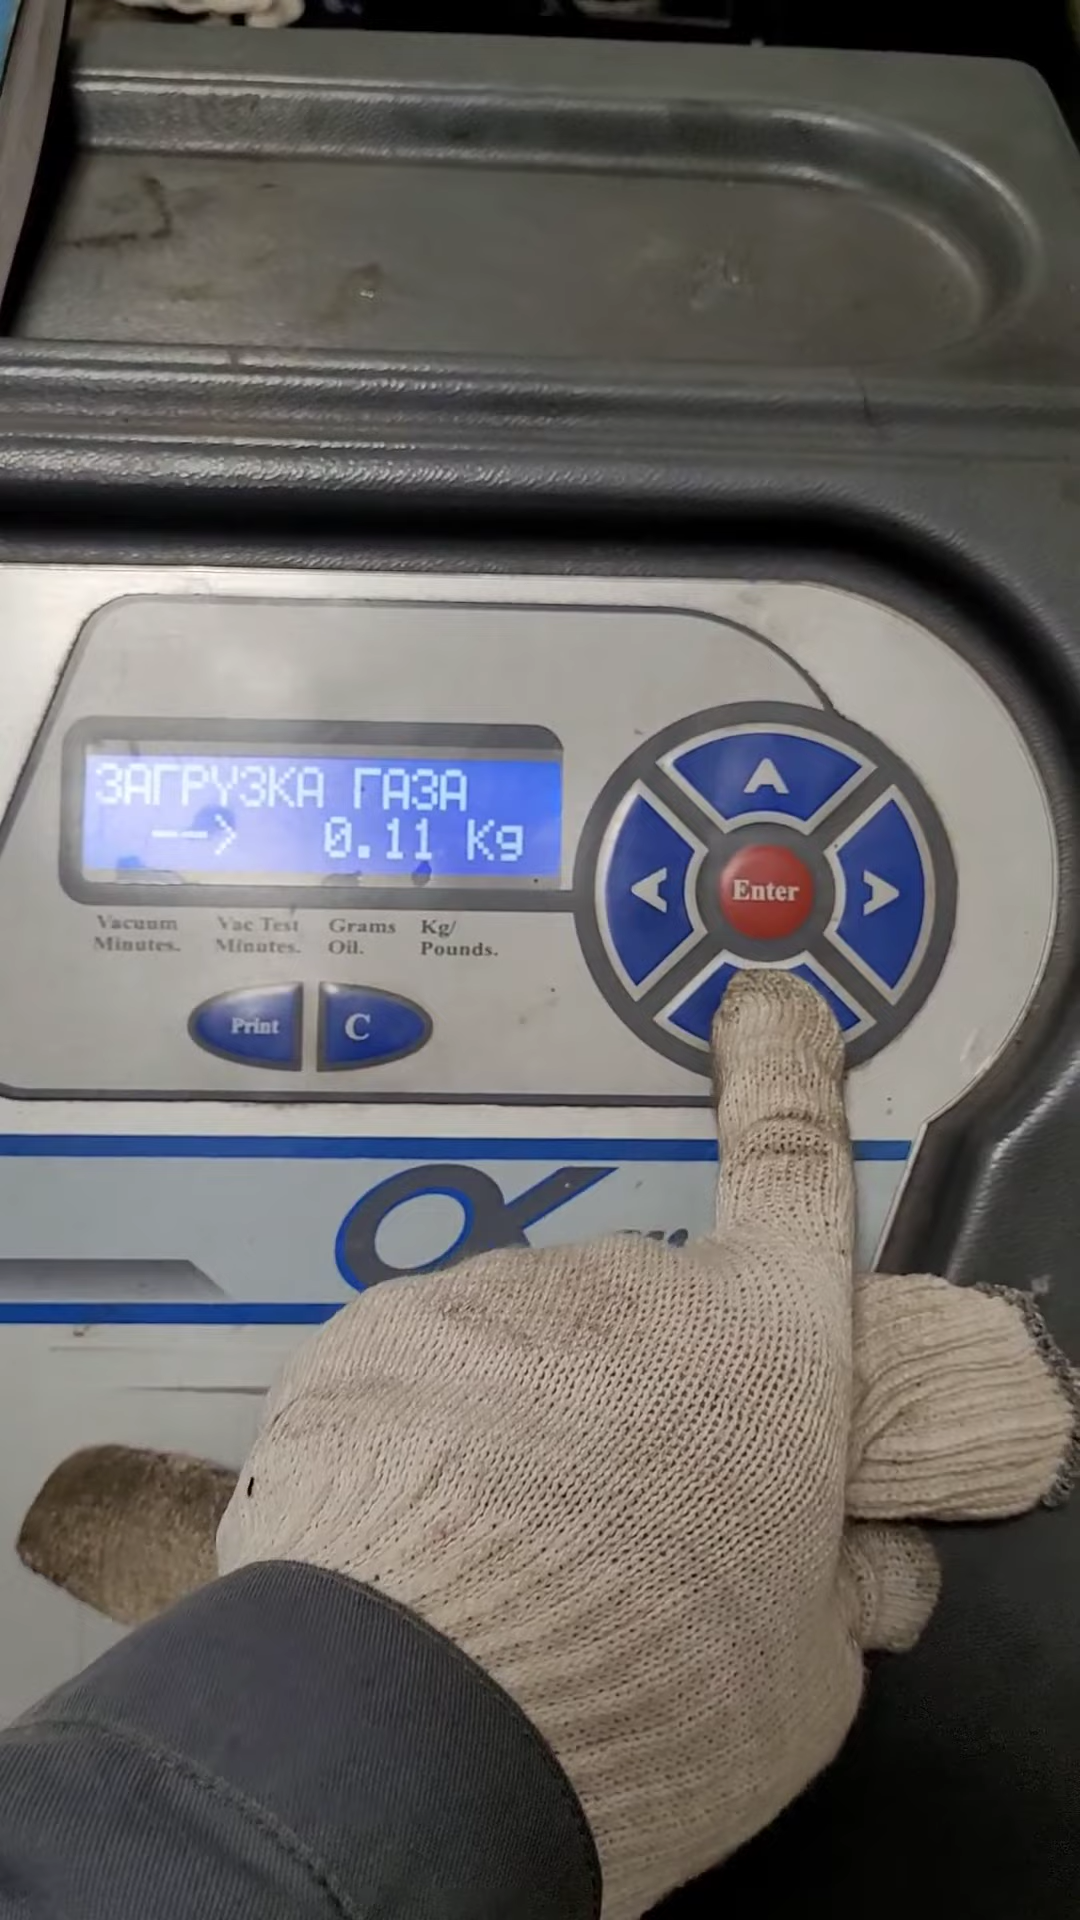 ЗАГРУЗКА ГАЗА
--> 0.11 Kg
Enter
Vacuum Minutes.
Vac Test Minutes.
Grams Oil.
Kg/ Pounds.
Print
C